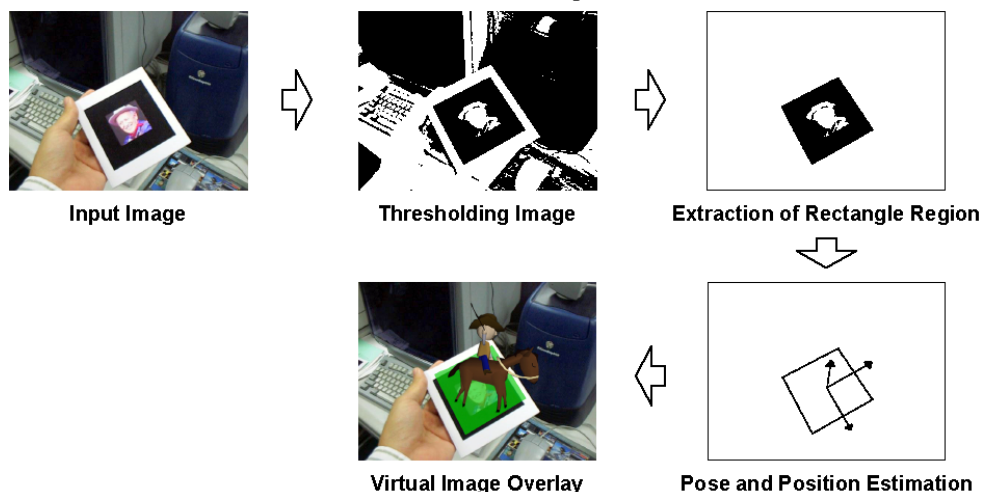 Input Image
Thresholding Image
Extraction of Rectangle Region
Virtual Image Overlay
Pose and Position Estimation